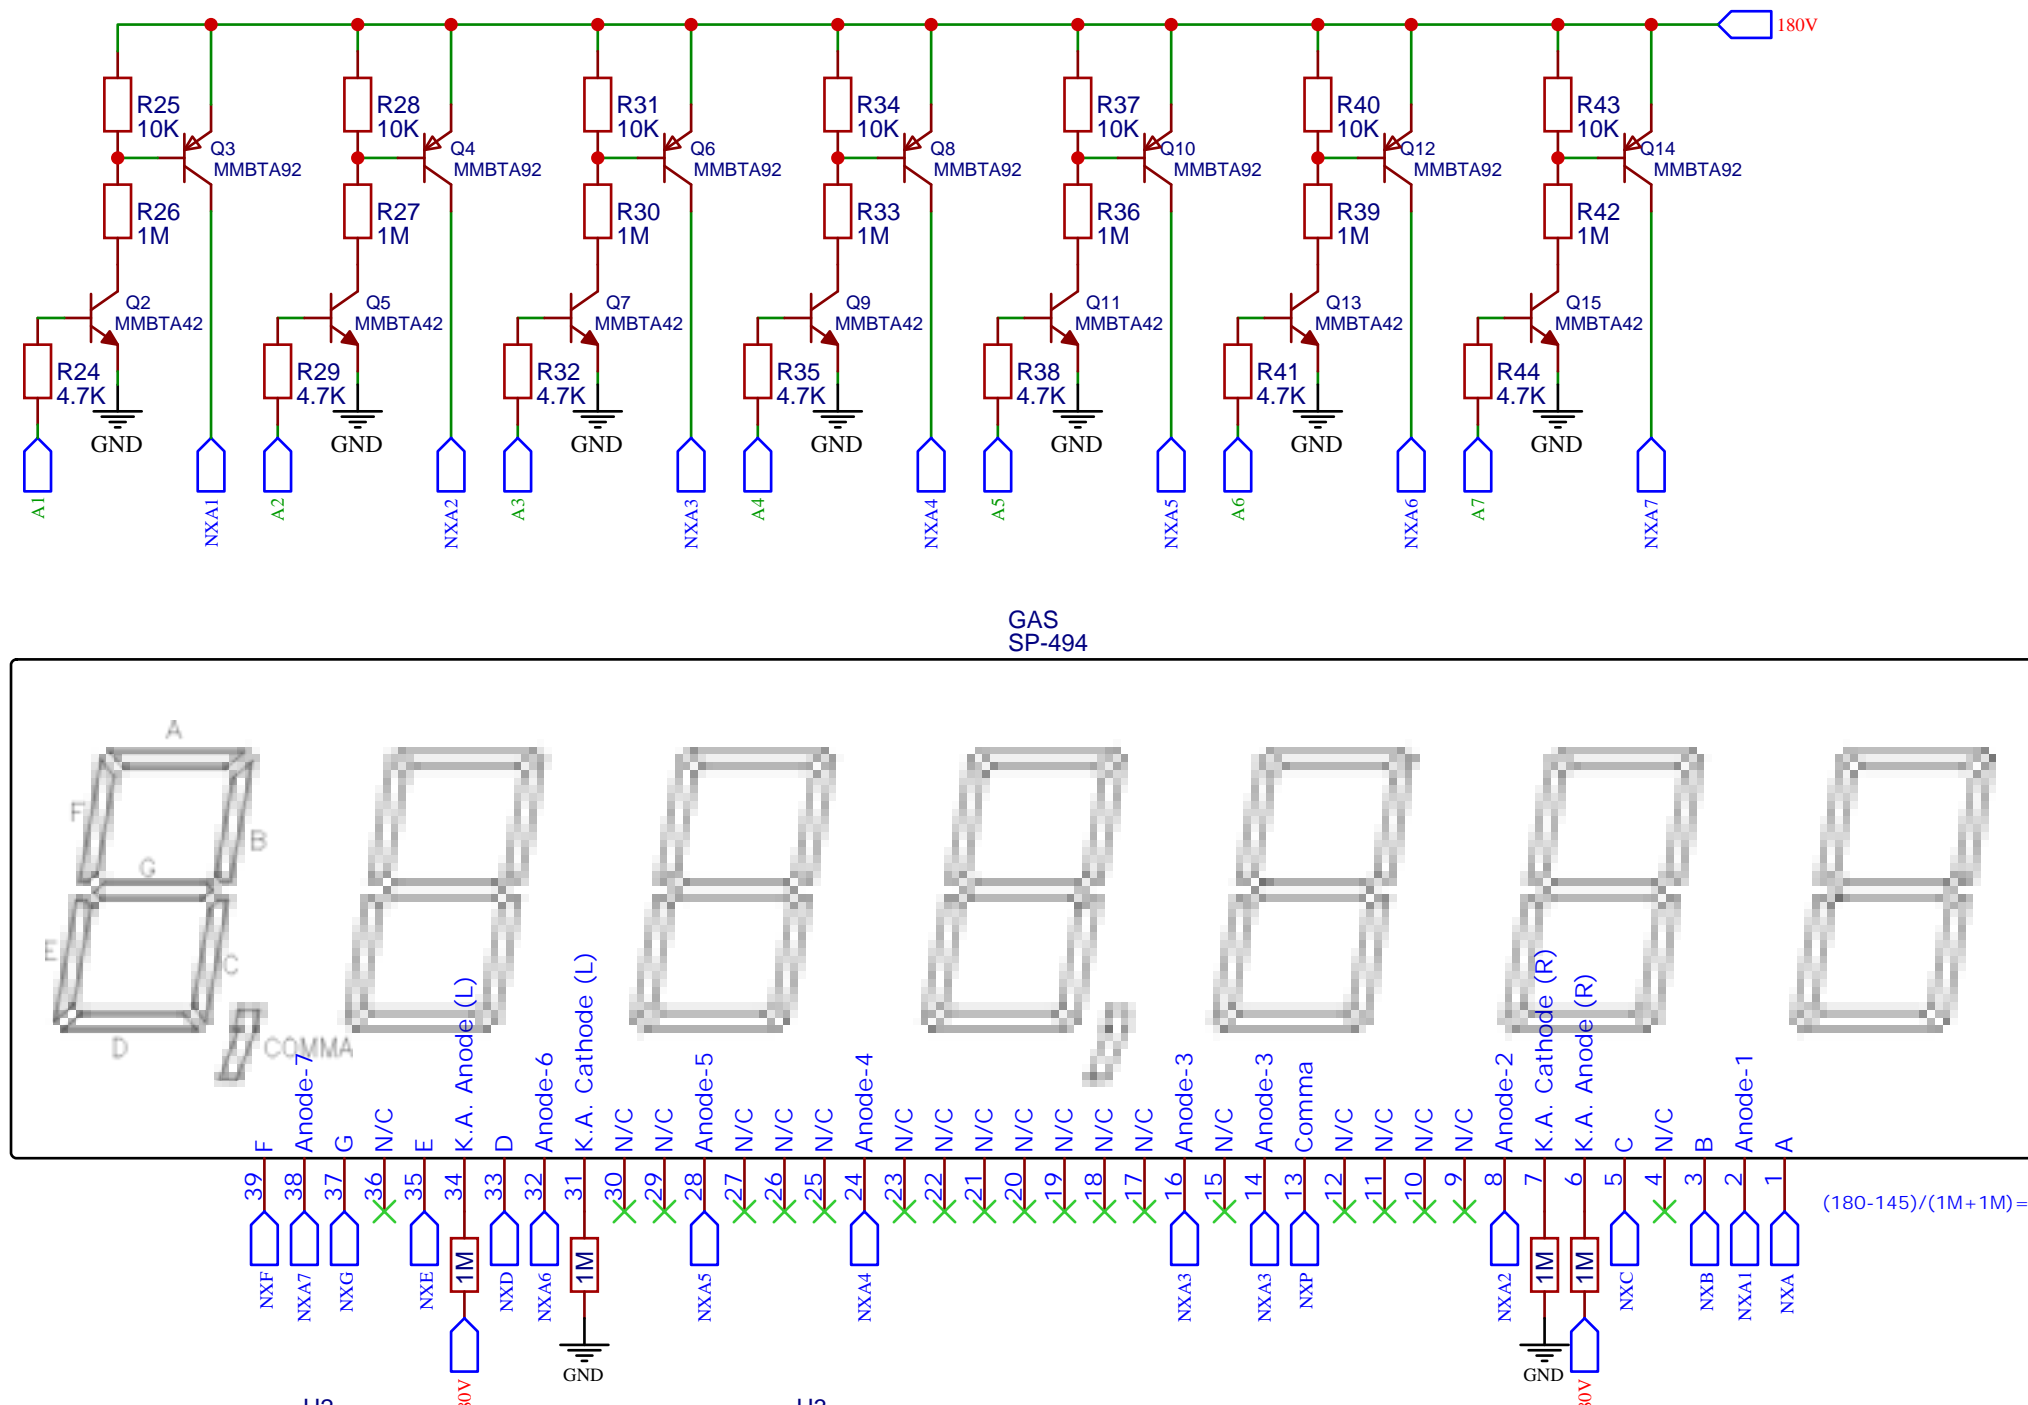 180V
R25
10K
R28
10K
R31
10K
R34
10K
R37
10K
R40
10K
R43
10K
Q3
MMBTA92
Q4
MMBTA92
Q6
MMBTA92
Q8
MMBTA92
Q10
MMBTA92
Q12
MMBTA92
Q14
MMBTA92
R26
1M
R27
1M
R30
1M
R33
1M
R36
1M
R39
1M
R42
1M
Q2
MMBTA42
Q5
MMBTA42
Q7
MMBTA42
Q9
MMBTA42
Q11
MMBTA42
Q13
MMBTA42
Q15
MMBTA42
R24
4.7K
R29
4.7K
R32
4.7K
R35
4.7K
R38
4.7K
R41
4.7K
R44
4.7K
GND
GND
GND
GND
GND
GND
GND
A1
NXA1
A2
NXA2
A3
NXA3
A4
NXA4
A5
NXA5
A6
NXA6
A7
NXA7
GAS
SP-494
A
F
B
G
E
C
D
COMMA
F
Anode-7
G
N/C
E
K.A. Anode (L)
D
Anode-6
K.A. Cathode (L)
N/C
N/C
Anode-5
N/C
N/C
N/C
Anode-4
N/C
N/C
N/C
N/C
N/C
N/C
N/C
Anode-3
N/C
Anode-3
Comma
N/C
N/C
N/C
N/C
Anode-2
K.A. Cathode (R)
K.A. Anode (R)
C
N/C
B
Anode-1
A
39
38
37
36
35
34
33
32
31
30
29
28
27
26
25
24
23
22
21
20
19
18
17
16
15
14
13
12
11
10
9
8
7
6
5
4
3
2
1
(180-145)/(1M+1M)=
NXF
NXA7
NXG
NXE
1M
NXD
NXA6
1M
NXA5
NXA4
NXA3
NXA3
NXP
NXA2
1M
1M
NXC
NXB
NXA1
NXA
GND
GND